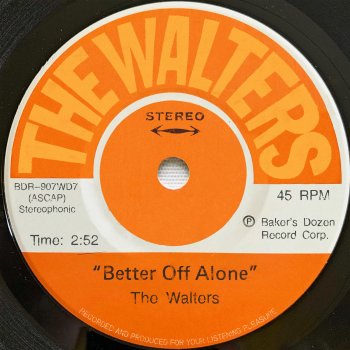 THE WALTERS
STEREO
BDR-907WD7
(ASCAP)
Stereophonic
45 RPM
Ⓟ Baker's Dozen
Record Corp.
Time: 2:52
"Better Off Alone"
The Walters
RECORDED AND PRODUCED FOR YOUR LISTENING PLEASURE